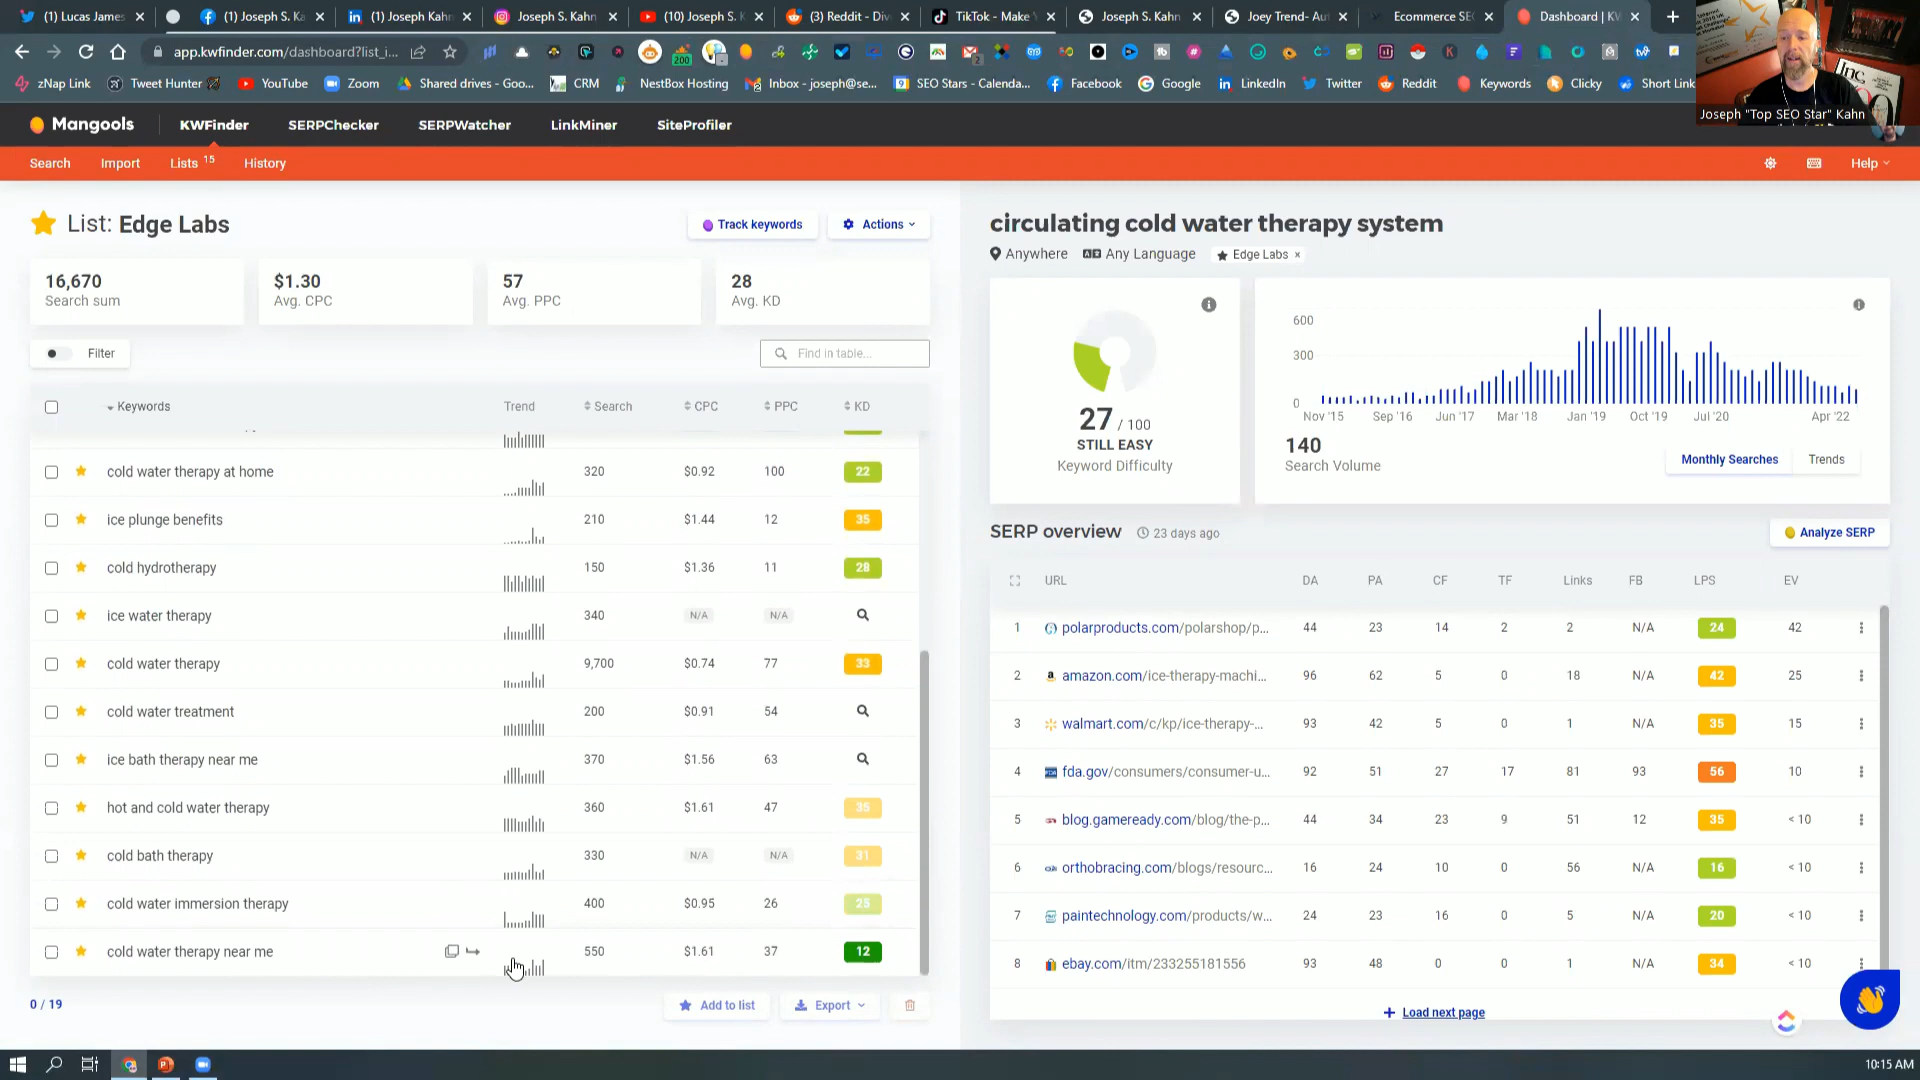 (1) Lucas James
(1) Joseph S. Ka
(1) Joseph Kahn
Joseph S. Kahn
(10) Joseph S. K
(3) Reddit - Div
TikTok - Make
Joseph S. Kahn
Joey Trend- Aut
Ecommerce SEO
Dashboard | KW
app.kwfinder.com/dashboard?list_i...
zNap Link
Tweet Hunter
YouTube
Zoom
Shared drives - Goo...
CRM
NestBox Hosting
Inbox - joseph@se...
SEO Stars - Calenda...
Facebook
Google
LinkedIn
Twitter
Reddit
Keywords
Clicky
Short Link
Inc
Joseph "Top SEO Star" Kahn
Mangools
KWFinder
SERPChecker
SERPWatcher
LinkMiner
SiteProfiler
Search
Import
Lists 15
History
Help
List: Edge Labs
Track keywords
Actions
16,670
Search sum
$1.30
Avg. CPC
57
Avg. PPC
28
Avg. KD
Filter
Find in table...
Keywords Trend Search CPC PPC KD
cold water therapy at home 320 $0.92 100 22
ice plunge benefits 210 $1.44 12 35
cold hydrotherapy 150 $1.36 11 28
ice water therapy 340 N/A N/A
cold water therapy 9,700 $0.74 77 33
cold water treatment 200 $0.91 54
ice bath therapy near me 370 $1.56 63
hot and cold water therapy 360 $1.61 47 35
cold bath therapy 330 N/A N/A 31
cold water immersion therapy 400 $0.95 26 25
cold water therapy near me 550 $1.61 37 12
0 / 19
Add to list
Export
circulating cold water therapy system
Anywhere
Any Language
Edge Labs ×
27 / 100
STILL EASY
Keyword Difficulty
600
300
0
Nov '15 Sep '16 Jun '17 Mar '18 Jan '19 Oct '19 Jul '20 Apr '22
140
Search Volume
Monthly Searches
Trends
SERP overview
23 days ago
Analyze SERP
URL DA PA CF TF Links FB LPS EV
1 polarproducts.com/polarshop/p... 44 23 14 2 2 N/A 24 42
2 amazon.com/ice-therapy-machi... 96 62 5 0 18 N/A 42 25
3 walmart.com/c/kp/ice-therapy-... 93 42 5 0 1 N/A 35 15
4 fda.gov/consumers/consumer-u... 92 51 27 17 81 93 56 10
5 blog.gameready.com/blog/the-p... 44 34 23 9 51 12 35 < 10
6 orthobracing.com/blogs/resourc... 16 24 10 0 56 N/A 16 < 10
7 paintechnology.com/products/w... 24 23 16 0 5 N/A 20 < 10
8 ebay.com/itm/233255181556 93 48 0 0 1 N/A 34 < 10
+ Load next page
10:15 AM